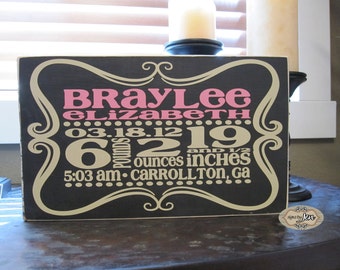 BRAYLEE
ELIZABETH
03.18.12
6 POUNDS 2 OUNCES 19 AND 1/2 INCHES
5:03 am • CARROLLTON, GA